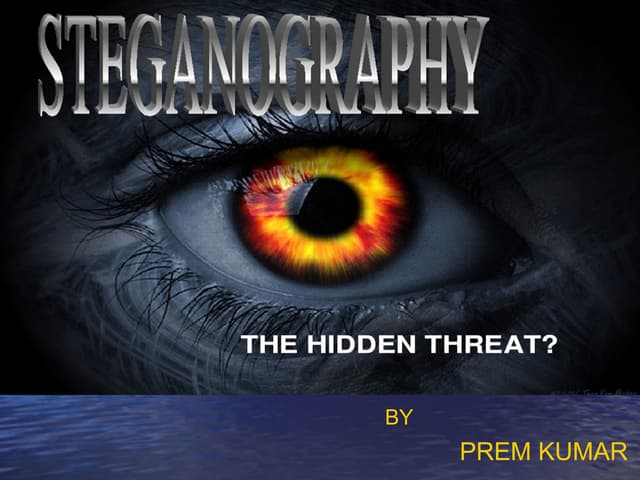 STEGANOGRAPHY
THE HIDDEN THREAT?
BY
PREM KUMAR